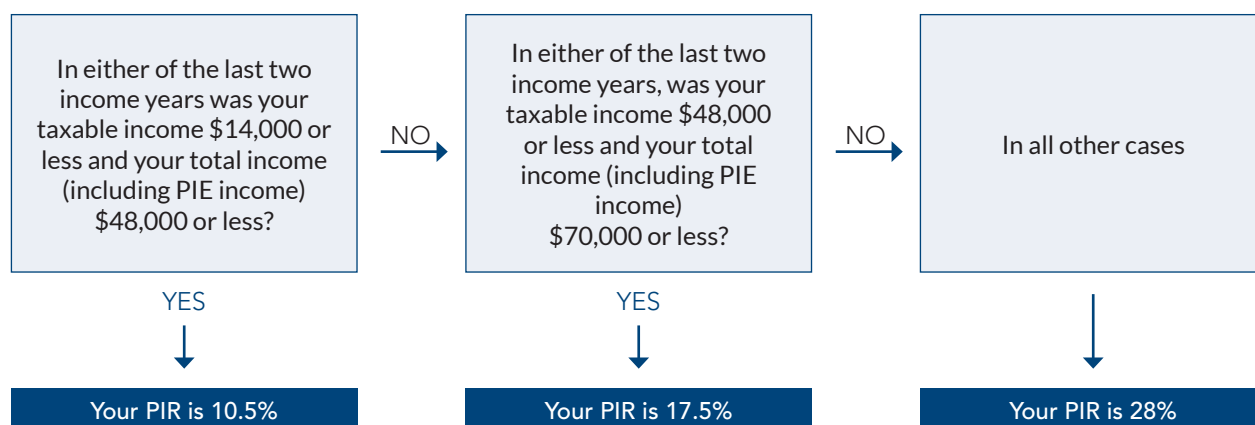 In either of the last two
income years was your
taxable income $14,000 or
less and your total income
(including PIE income)
$48,000 or less?
NO
In either of the last two
income years, was your
taxable income $48,000
or less and your total
income (including PIE
income)
$70,000 or less?
NO
In all other cases
YES
YES
Your PIR is 10.5%
Your PIR is 17.5%
Your PIR is 28%